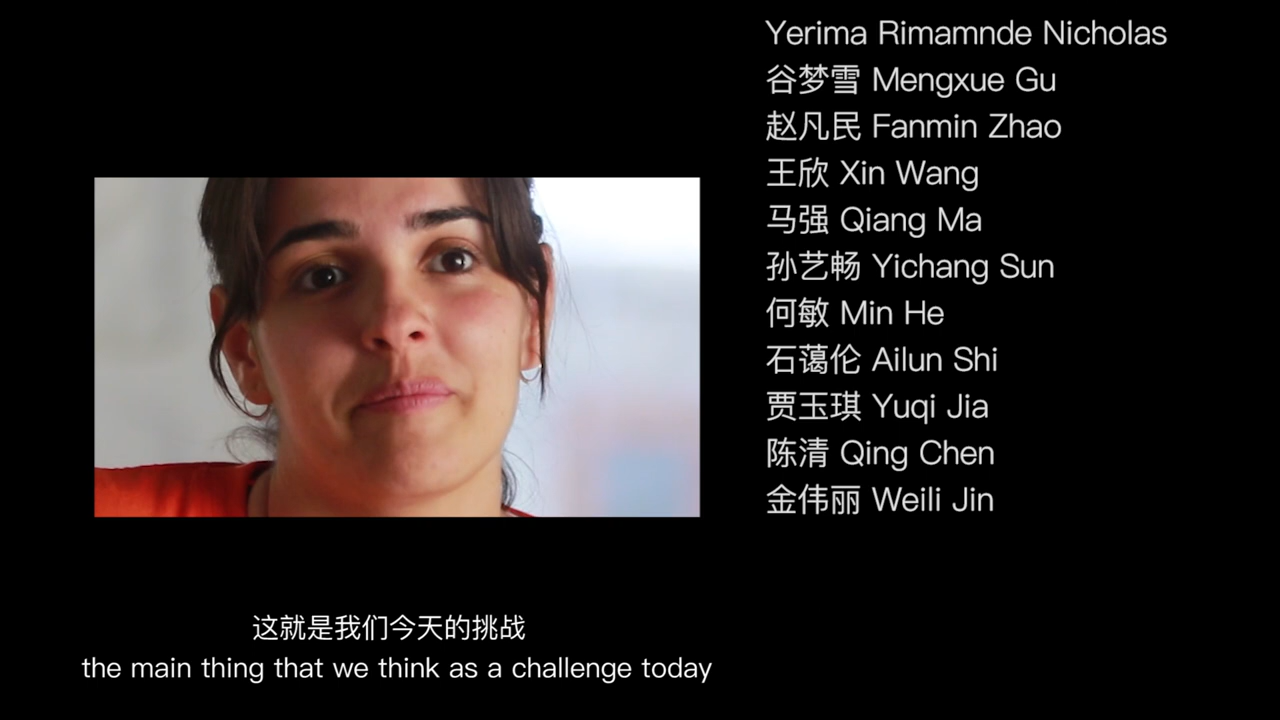 Yerima Rimamnde Nicholas
谷梦雪 Mengxue Gu
赵凡民 Fanmin Zhao
王欣 Xin Wang
马强 Qiang Ma
孙艺畅 Yichang Sun
何敏 Min He
石蔼伦 Ailun Shi
贾玉琪 Yuqi Jia
陈清 Qing Chen
金伟丽 Weili Jin
这就是我们今天的挑战
the main thing that we think as a challenge today